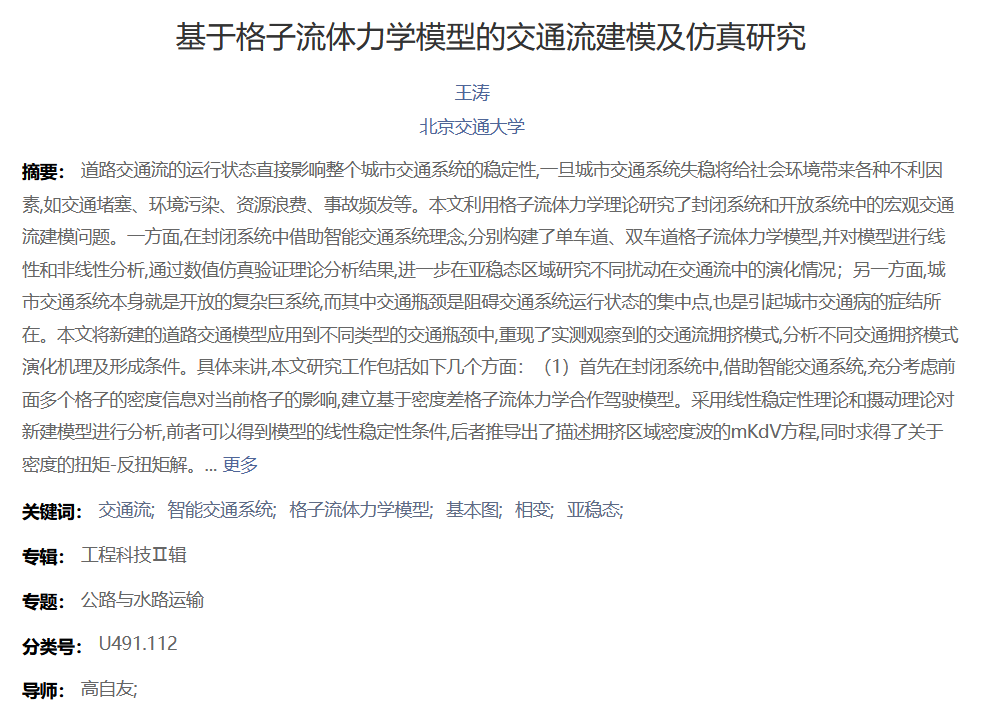 基于格子流体力学模型的交通流建模及仿真研究
王涛
北京交通大学
摘要： 道路交通流的运行状态直接影响整个城市交通系统的稳定性,一旦城市交通系统失稳将给社会环境带来各种不利因
素,如交通堵塞、环境污染、资源浪费、事故频发等。本文利用格子流体力学理论研究了封闭系统和开放系统中的宏观交通
流建模问题。一方面,在封闭系统中借助智能交通系统理念,分别构建了单车道、双车道格子流体力学模型,并对模型进行线
性和非线性分析,通过数值仿真验证理论分析结果,进一步在亚稳态区域研究不同扰动在交通流中的演化情况；另一方面,城
市交通系统本身就是开放的复杂巨系统,而其中交通瓶颈是阻碍交通系统运行状态的集中点,也是引起城市交通病的症结所
在。本文将新建的道路交通模型应用到不同类型的交通瓶颈中,重现了实测观察到的交通流拥挤模式,分析不同交通拥挤模式
演化机理及形成条件。具体来讲,本文研究工作包括如下几个方面：（1）首先在封闭系统中,借助智能交通系统,充分考虑前
面多个格子的密度信息对当前格子的影响,建立基于密度差格子流体力学合作驾驶模型。采用线性稳定性理论和摄动理论对
新建模型进行分析,前者可以得到模型的线性稳定性条件,后者推导出了描述拥挤区域密度波的mKdV方程,同时求得了关于
密度的扭矩-反扭矩解。... 更多
关键词： 交通流; 智能交通系统; 格子流体力学模型; 基本图; 相变; 亚稳态;
专辑： 工程科技Ⅱ辑
专题： 公路与水路运输
分类号： U491.112
导师： 高自友;